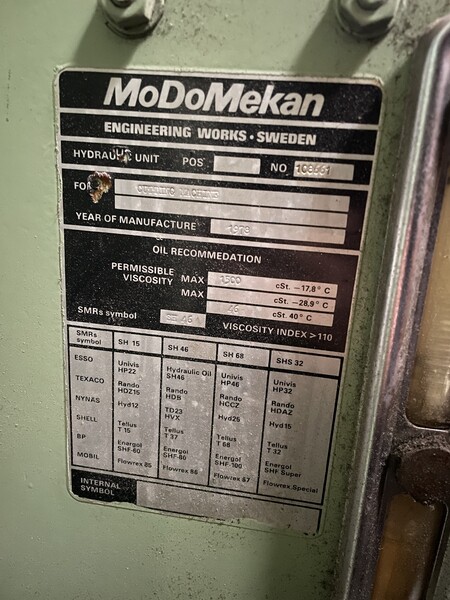 MoDoMekan
ENGINEERING WORKS · SWEDEN
HYDRAULIC UNIT POS NO 108661
FOR
YEAR OF MANUFACTURE 1978
OIL RECOMMEDATION
PERMISSIBLE VISCOSITY MAX 1500 cSt. –17,8° C
MAX cSt. –28,9° C
46 cSt. 40° C
SMRs symbol SH 46 VISCOSITY INDEX > 110
SMRs symbol SH 15 SH 46 SH 68 SHS 32
ESSO Univis HP22 Hydraulic Oil SH46 Univis HP46 Univis HP32
TEXACO Rando HDZ15 Rando HDB Rando HCCZ Rando HDAZ
NYNAS Hyd12 TD23 HVX Hyd26 Hyd15
SHELL Tellus T 15 Tellus T 37 Tellus T 68 Tellus T 32
BP Energol SHF-60 Energol SHF-80 Energol SHF-100 Energol SHF Super
MOBIL Flowrex 85 Flowrex 86 Flowrex 87 Flowrex Special
INTERNAL SYMBOL